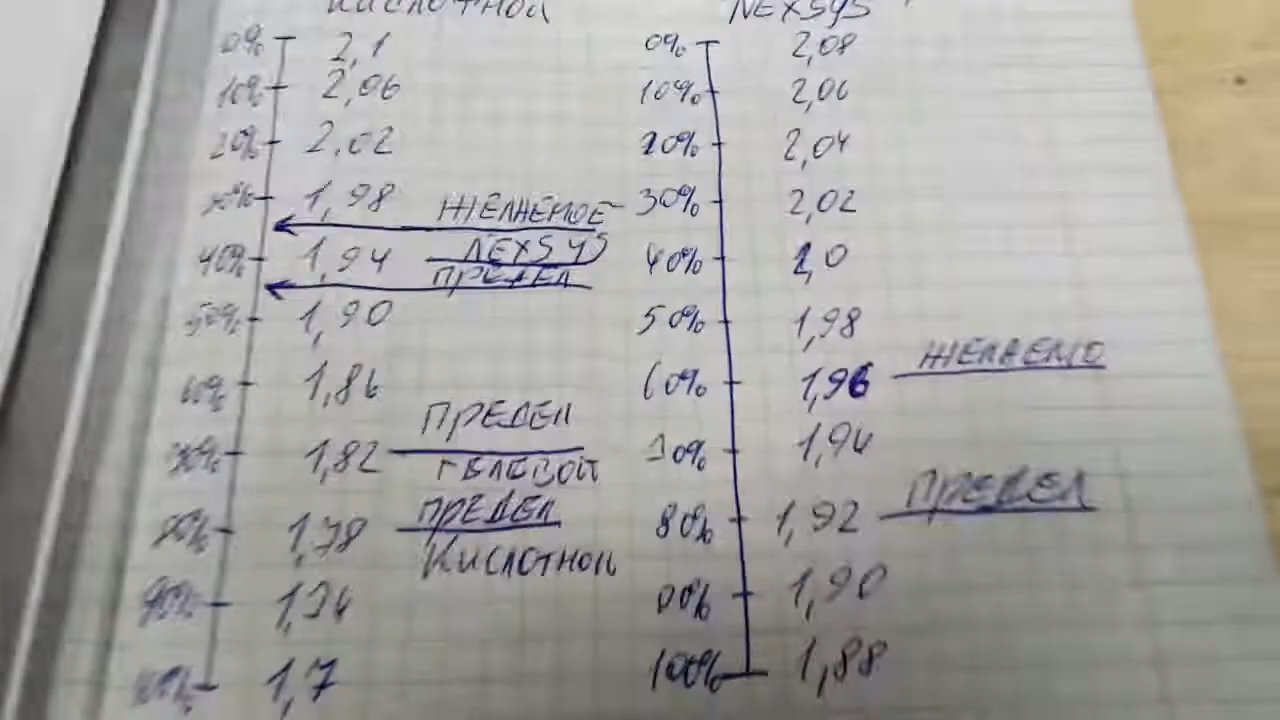 КИСЛОТНОЙ NEXSYS
0% 2,1 0% 2,08
10% 2,06 10% 2,06
20% 2,02 20% 2,04
30% 1,98 ЖЕЛАЕМОЕ 30% 2,02
40% 1,94 NEXSYS 40% 2,0
ПРЕДЕЛ
50% 1,90 50% 1,98
ЖЕЛАЕМО
60% 1,86 60% 1,96
ПРЕДЕЛ
70% 1,82 70% 1,94
ГЕЛЕВОЙ
ПРЕДЕЛ ПРЕДЕЛ
80% 1,78 80% 1,92
КИСЛОТНОЙ
90% 1,74 90% 1,90
100% 1,7 100% 1,88